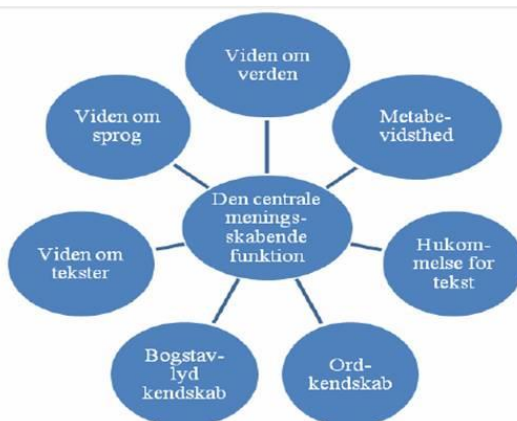 Viden om
verden
Viden om
sprog
Metabe-
vidsthed
Den centrale
menings-
skabende
funktion
Viden om
tekster
Hukom-
melse for
tekst
Bogstav-
lyd
kendskab
Ord-
kendskab